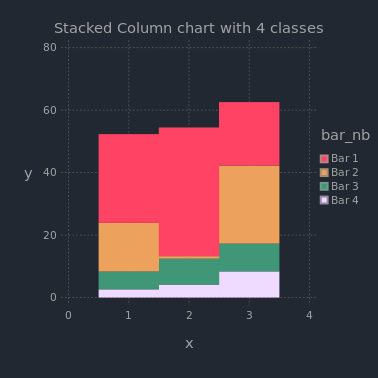 Stacked Column chart with 4 classes
80
60
40
20
0
y
0 1 2 3 4
x
bar_nb
Bar 1
Bar 2
Bar 3
Bar 4